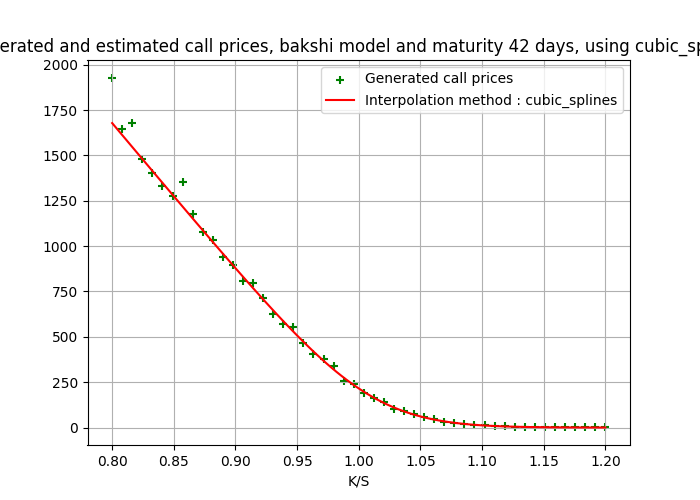 erated and estimated call prices, bakshi model and maturity 42 days, using cubic_sp
2000
1750
1500
1250
1000
750
500
250
0
Generated call prices
Interpolation method : cubic_splines
0.80 0.85 0.90 0.95 1.00 1.05 1.10 1.15 1.20
K/S